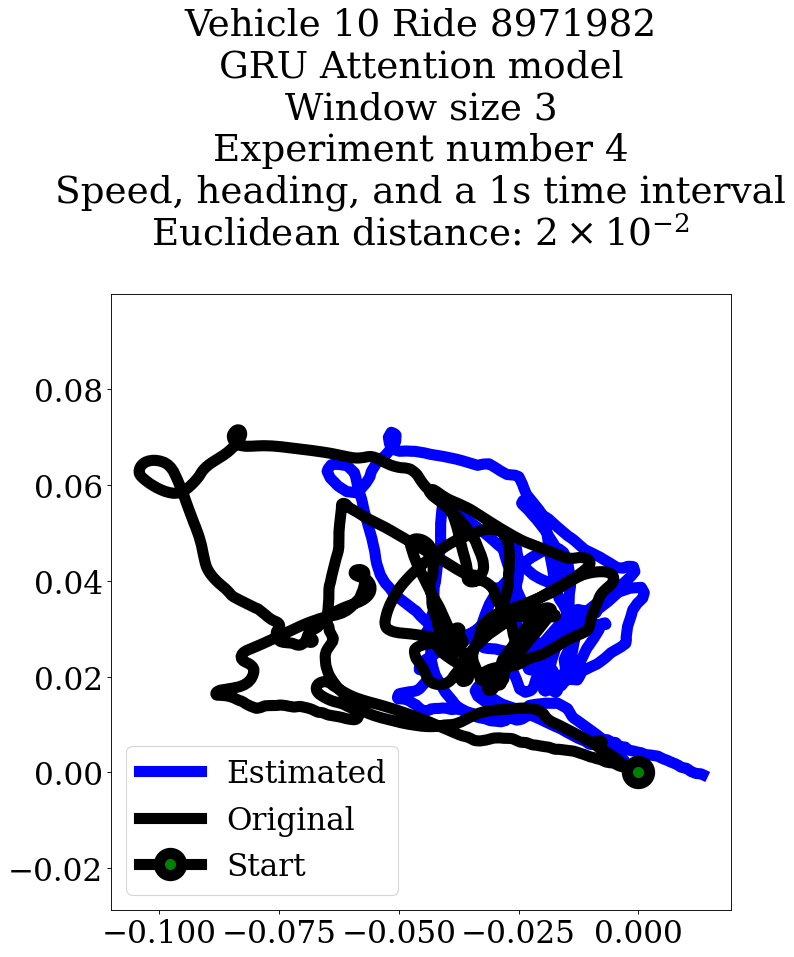 Vehicle 10 Ride 8971982
GRU Attention model
Window size 3
Experiment number 4
Speed, heading, and a 1s time interval
Euclidean distance: 2 × 10⁻²
0.08
0.06
0.04
0.02
0.00
−0.02
Estimated
Original
Start
−0.100 −0.075 −0.050 −0.025 0.000